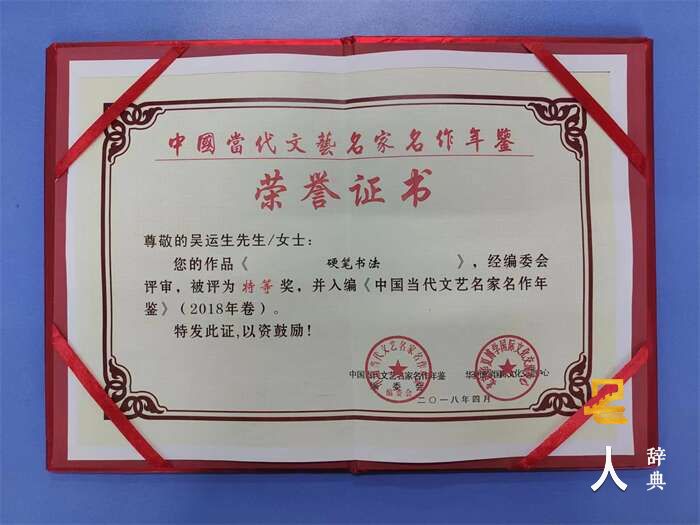 中國當代文藝名家名作年鑒
荣誉证书
尊敬的吴运生先生/女士：
您的作品《 硬笔书法 》，经编委会
评审，被评为特等奖，并入编《中国当代文艺名家名作年
鉴》（2018年卷）。
特发此证，以资鼓励！
中国当代文艺名家名作年鉴
编委会
二〇一八年四月
名人
辞典